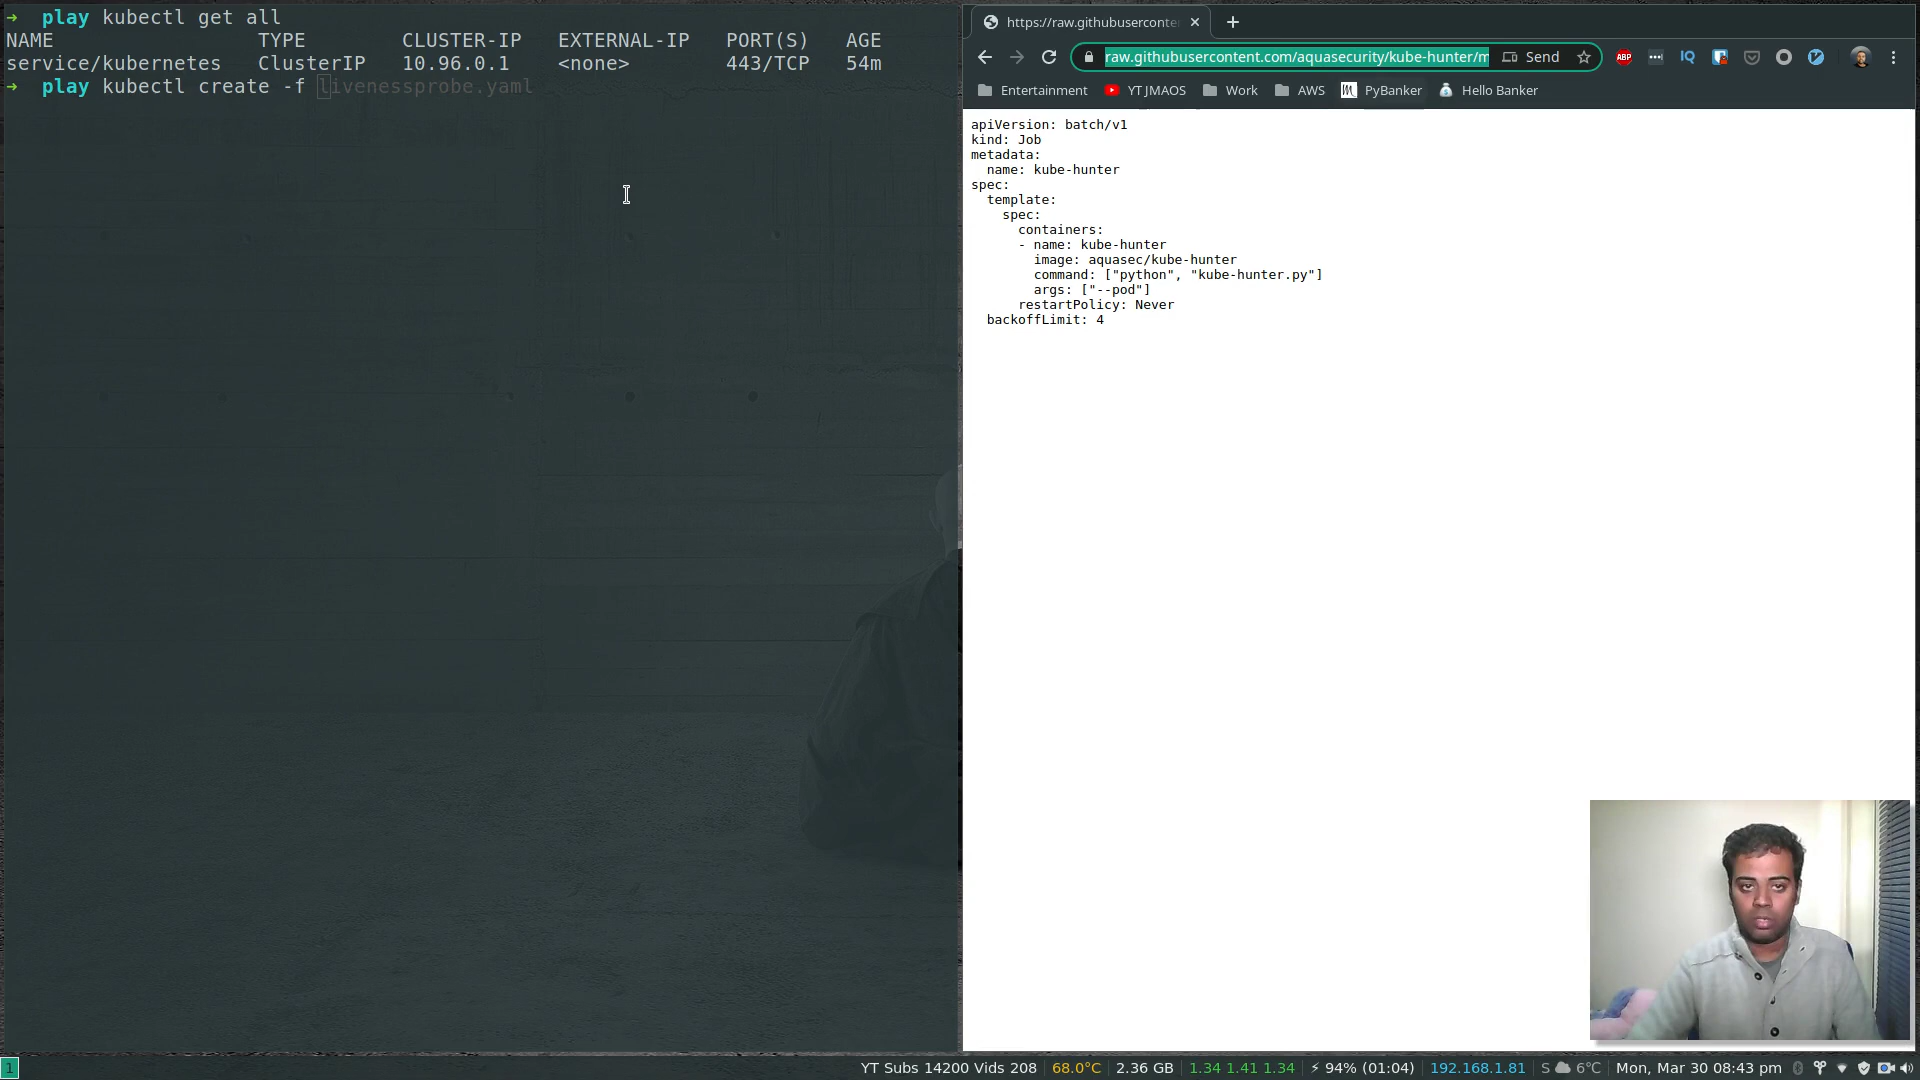 ➜  play kubectl get all
NAME                 TYPE        CLUSTER-IP   EXTERNAL-IP   PORT(S)   AGE
service/kubernetes   ClusterIP   10.96.0.1    <none>        443/TCP   54m
➜  play kubectl create -f livenessprobe.yaml
https://raw.githubuserconte
raw.githubusercontent.com/aquasecurity/kube-hunter/m Send
ABP IQ
Entertainment YT JMAOS Work AWS PyBanker Hello Banker
apiVersion: batch/v1
kind: Job
metadata:
  name: kube-hunter
spec:
  template:
    spec:
      containers:
      - name: kube-hunter
        image: aquasec/kube-hunter
        command: ["python", "kube-hunter.py"]
        args: ["--pod"]
      restartPolicy: Never
  backoffLimit: 4
1 YT Subs 14200 Vids 208 68.0°C 2.36 GB 1.34 1.41 1.34 ⚡ 94% (01:04) 192.168.1.81 S 6°C Mon, Mar 30 08:43 pm